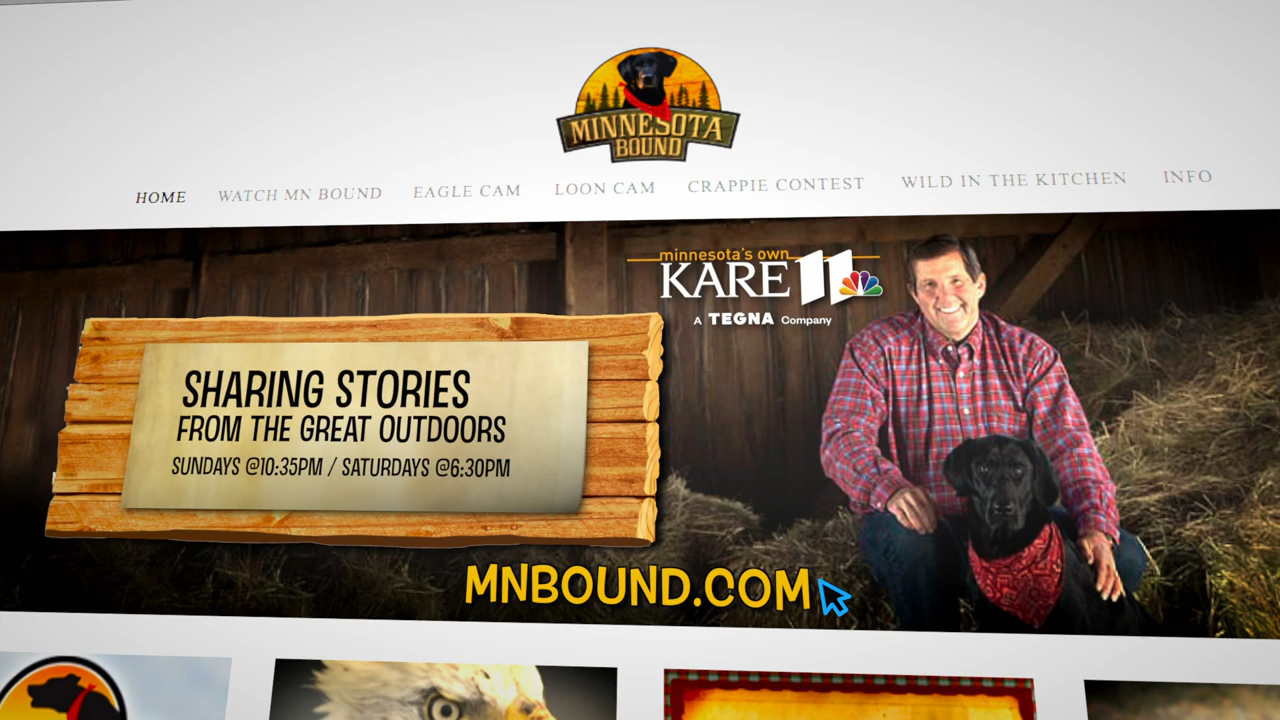 MINNESOTA
BOUND
HOME WATCH MN BOUND EAGLE CAM LOON CAM CRAPPIE CONTEST WILD IN THE KITCHEN INFO
minnesota's own
KARE 11
A TEGNA Company
SHARING STORIES
FROM THE GREAT OUTDOORS
SUNDAYS @10:35PM / SATURDAYS @6:30PM
MNBOUND.COM